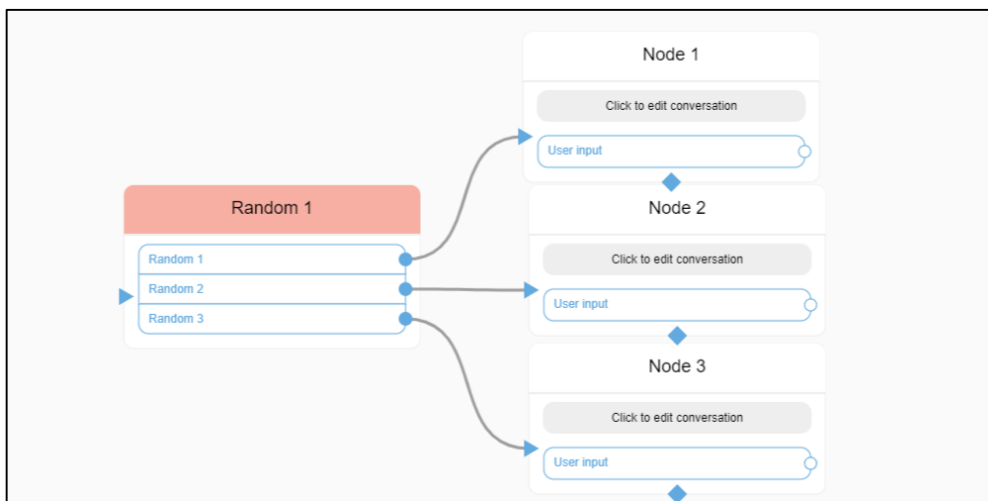 Random 1
Random 1
Random 2
Random 3
Node 1
Click to edit conversation
User input
Node 2
Click to edit conversation
User input
Node 3
Click to edit conversation
User input